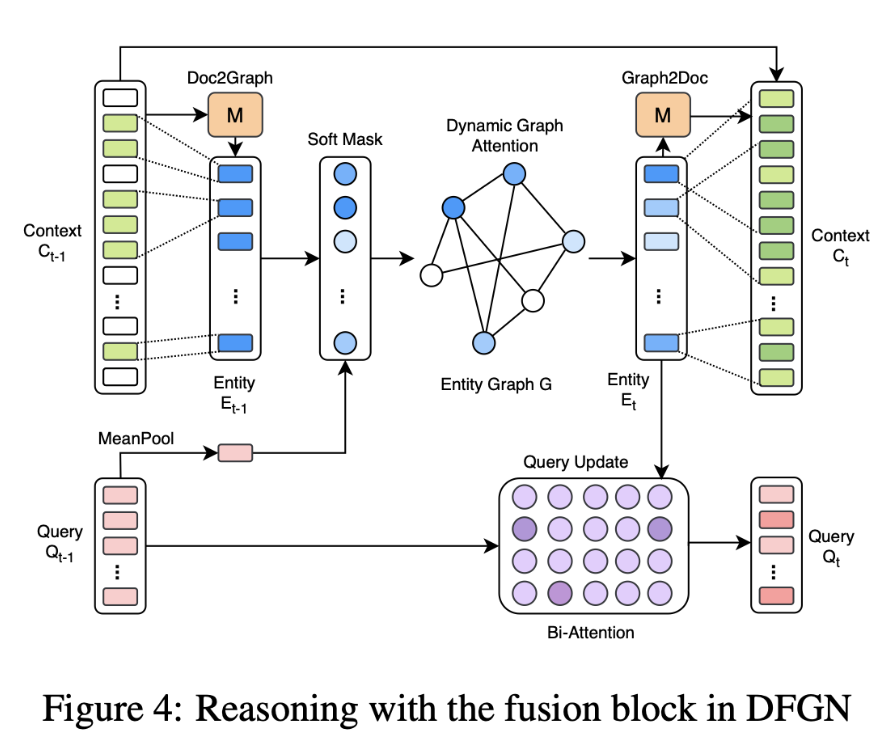 Doc2Graph
Graph2Doc
M
M
Soft Mask
Dynamic Graph
Attention
Context
C_{t-1}
...
...
...
...
...
Context
C_t
Entity
E_{t-1}
Entity Graph G
Entity
E_t
MeanPool
Query Update
Query
Q_{t-1}
...
...
Query
Q_t
Bi-Attention
Figure 4: Reasoning with the fusion block in DFGN